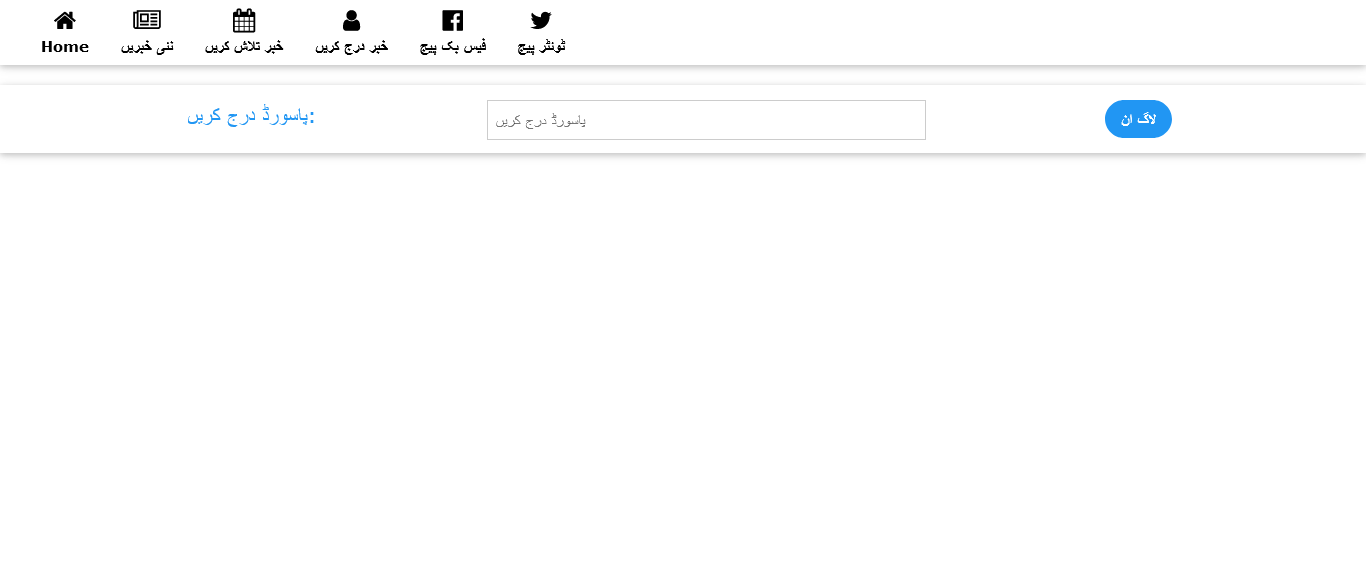 Home
نئی خبریں
خبر تلاش کریں
خبر درج کریں
فیس بک پیج
ٹوئٹر پیج
پاسورڈ درج کریں:
پاسورڈ درج کریں
لاگ ان